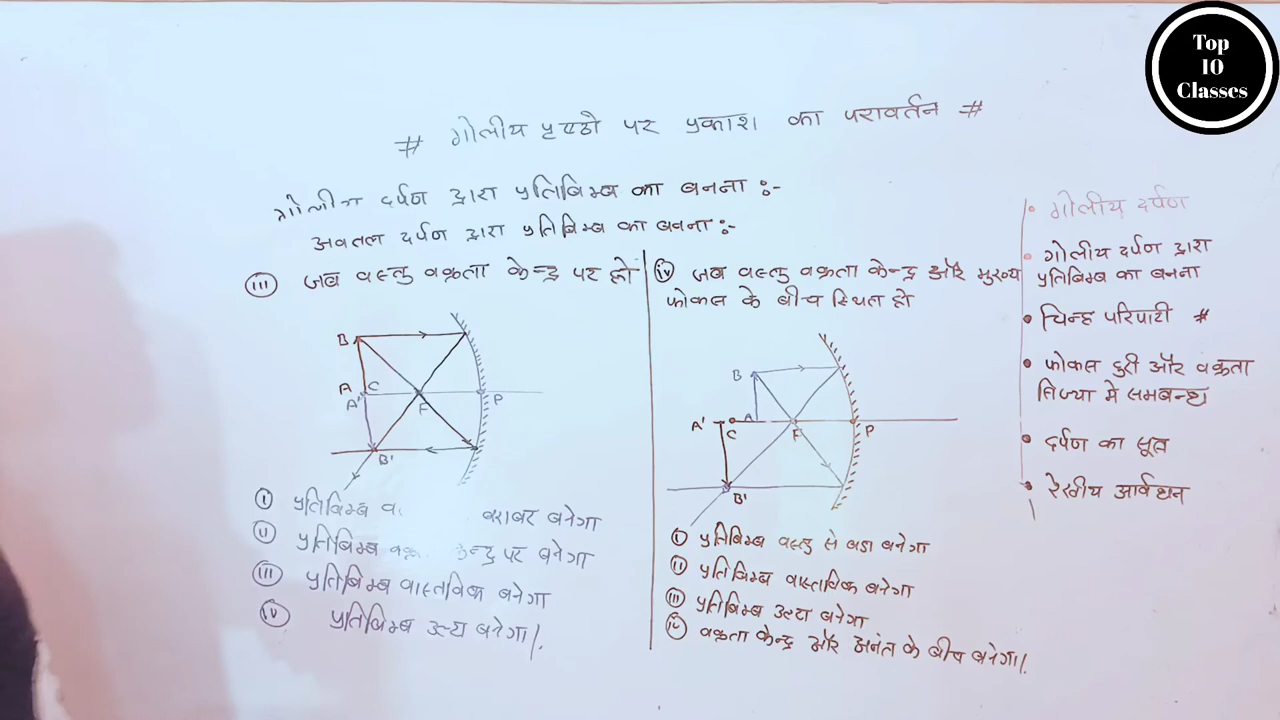 Top
10
Classes
# गोलीय पृष्ठो पर प्रकाश का परावर्तन #
गोलीय दर्पण द्वारा प्रतिबिम्ब का बनना :-
अवतल दर्पण द्वारा प्रतिबिम्ब का बनना :-
(iii) जब वस्तु वक्रता केन्द्र पर हो
B
A C
A' F P
B'
(i) प्रतिबिम्ब बराबर बनेगा
(ii) प्रतिबिम्ब पर बनेगा
(iii) प्रतिबिम्ब वास्तविक बनेगा
(iv) प्रतिबिम्ब उल्टा बनेगा/.
(iv) जब वस्तु वक्रता केन्द्र और मुख्य
फोकस के बीच स्थित हो
B
A' C A F P
B'
(i) प्रतिबिम्ब वस्तु से बडा बनेगा
(ii) प्रतिबिम्ब वास्तविक बनेगा
(iii) प्रतिबिम्ब उल्टा बनेगा
(iv) वक्रता केन्द्र और अनंत के बीच बनेगा/.
• गोलीय दर्पण
• गोलीय दर्पण द्वारा
प्रतिबिम्ब का बनना
• चिन्ह परिपाटी #
• फोकस दुरी और वक्रता
त्रिज्या मे समबन्ध
• दर्पण का सूत्र
• रेखीय आर्वधन